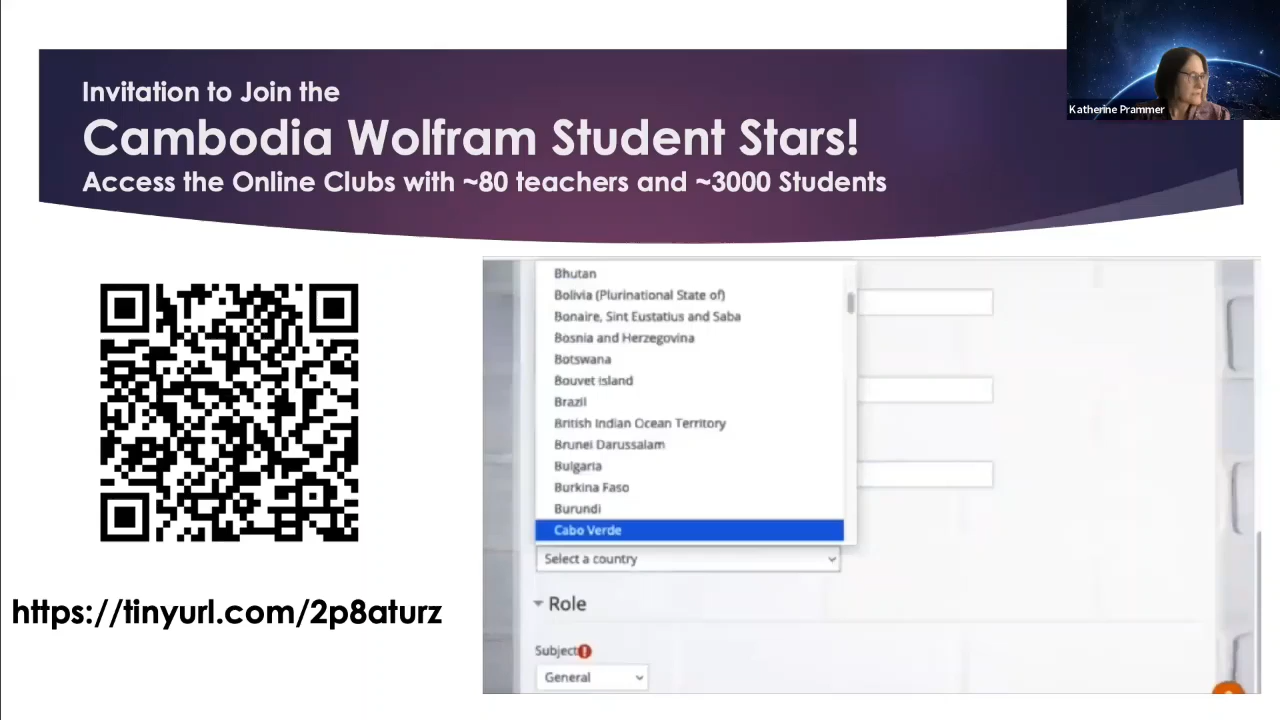 Invitation to Join the
Cambodia Wolfram Student Stars!
Access the Online Clubs with ~80 teachers and ~3000 Students
Katherine Prammer
Bhutan
Bolivia (Plurinational State of)
Bonaire, Sint Eustatius and Saba
Bosnia and Herzegovina
Botswana
Bouvet Island
Brazil
British Indian Ocean Territory
Brunei Darussalam
Bulgaria
Burkina Faso
Burundi
Cabo Verde
Select a country
Role
Subject
General
https://tinyurl.com/2p8aturz